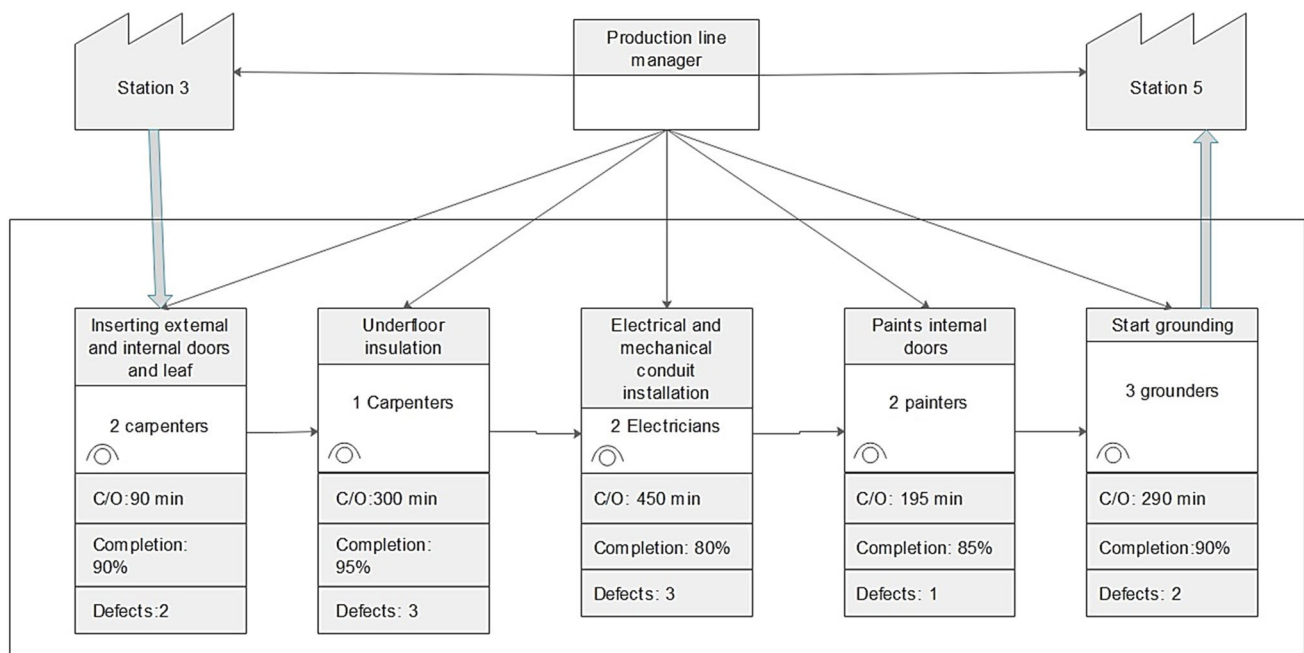 Station 3
Production line
manager
Station 5
Inserting external
and internal doors
and leaf
2 carpenters
C/O:90 min
Completion:
90%
Defects:2
Underfloor
insulation
1 Carpenters
C/O:300 min
Completion:
95%
Defects: 3
Electrical and
mechanical
conduit
installation
2 Electricians
C/O: 450 min
Completion: 80%
Defects: 3
Paints internal
doors
2 painters
C/O: 195 min
Completion: 85%
Defects: 1
Start grounding
3 grounders
C/O: 290 min
Completion:90%
Defects: 2